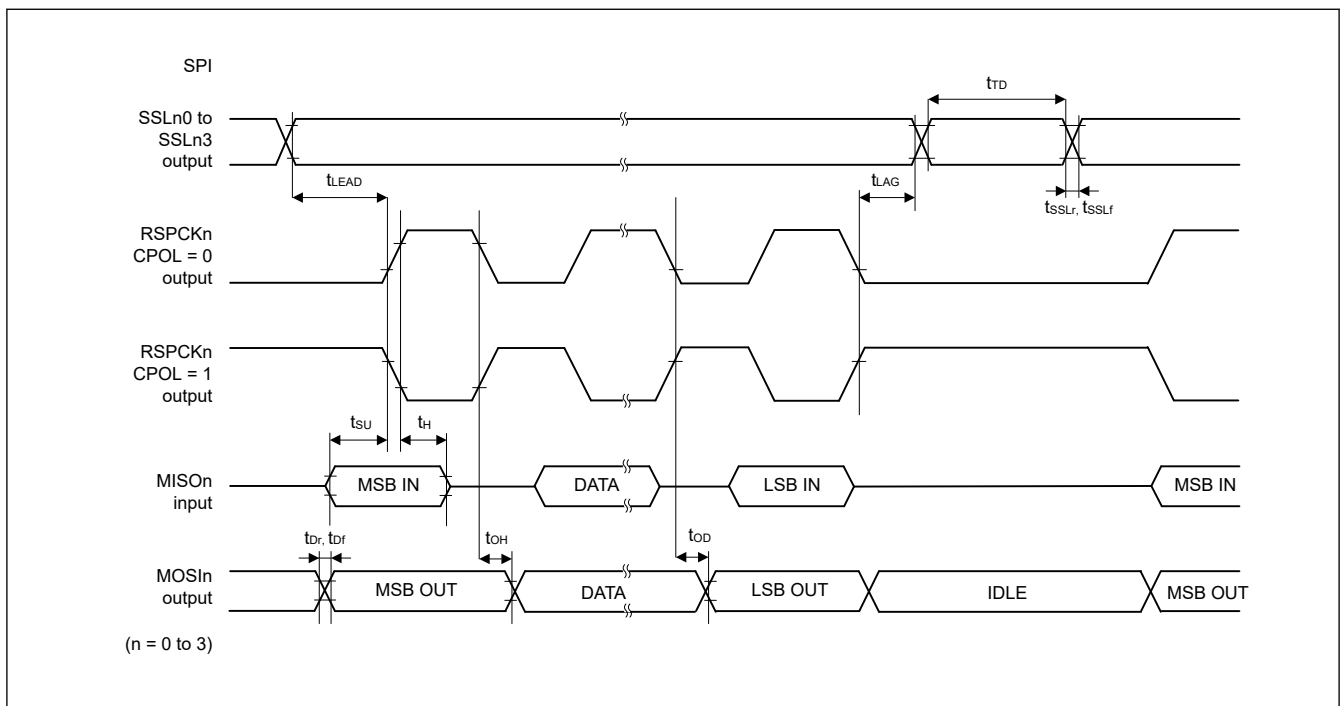 SPI
tTD
SSLn0 to
SSLn3
output
tLEAD
tLAG
tSSLr, tSSLf
RSPCKn
CPOL = 0
output
RSPCKn
CPOL = 1
output
tSU
tH
MISOn
input
MSB IN
DATA
LSB IN
MSB IN
tDr, tDf
tOH
tOD
MOSIn
output
MSB OUT
DATA
LSB OUT
IDLE
MSB OUT
(n = 0 to 3)